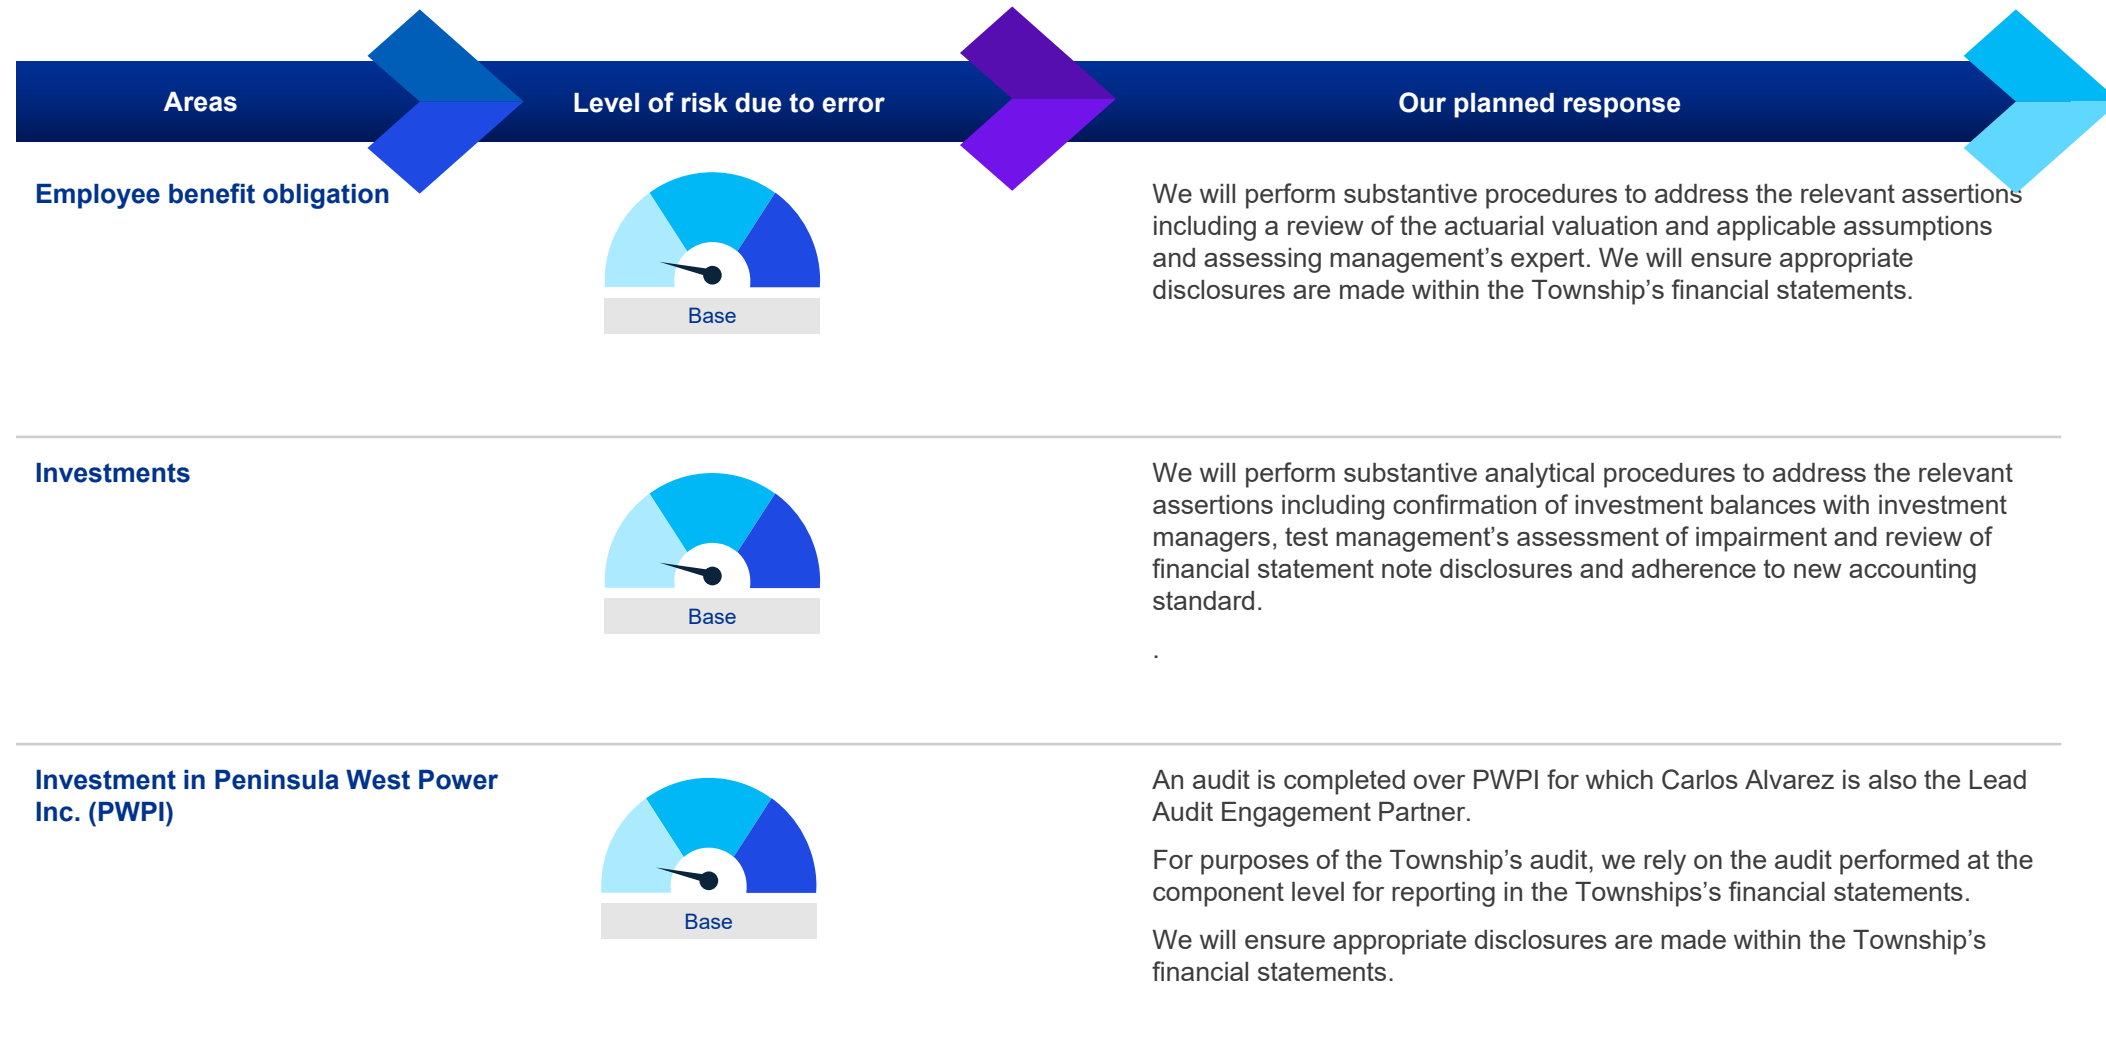 Areas
Level of risk due to error
Our planned response
Employee benefit obligation
Base
We will perform substantive procedures to address the relevant assertions
including a review of the actuarial valuation and applicable assumptions
and assessing management’s expert. We will ensure appropriate
disclosures are made within the Township’s financial statements.
Investments
Base
We will perform substantive analytical procedures to address the relevant
assertions including confirmation of investment balances with investment
managers, test management’s assessment of impairment and review of
financial statement note disclosures and adherence to new accounting
standard.
.
Investment in Peninsula West Power
Inc. (PWPI)
Base
An audit is completed over PWPI for which Carlos Alvarez is also the Lead
Audit Engagement Partner.
For purposes of the Township’s audit, we rely on the audit performed at the
component level for reporting in the Townships’s financial statements.
We will ensure appropriate disclosures are made within the Township’s
financial statements.